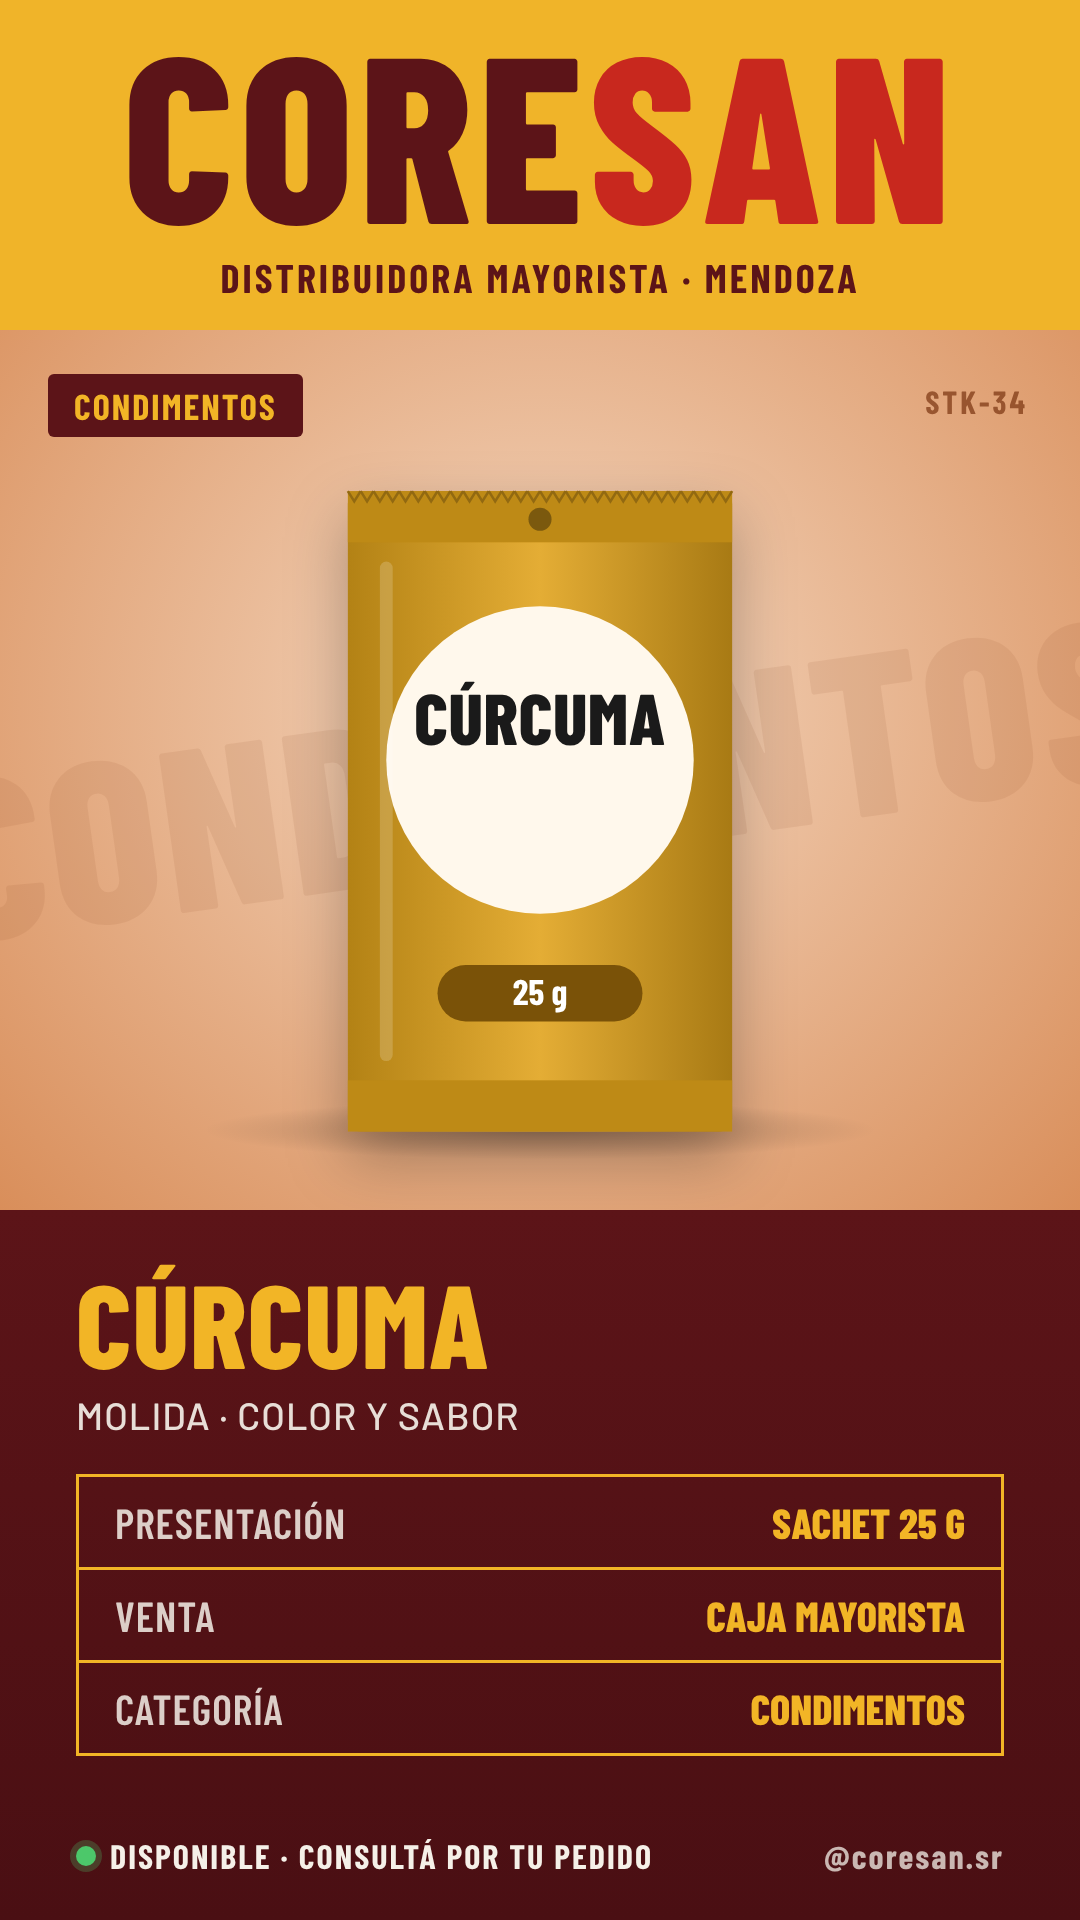 CORESAN
DISTRIBUIDORA MAYORISTA · MENDOZA
CONDIMENTOS
STK-34
CONDIMENTOS
CÚRCUMA
25 g
CÚRCUMA
MOLIDA · COLOR Y SABOR
PRESENTACIÓN SACHET 25 G
VENTA CAJA MAYORISTA
CATEGORÍA CONDIMENTOS
DISPONIBLE · CONSULTÁ POR TU PEDIDO
@coresan.sr